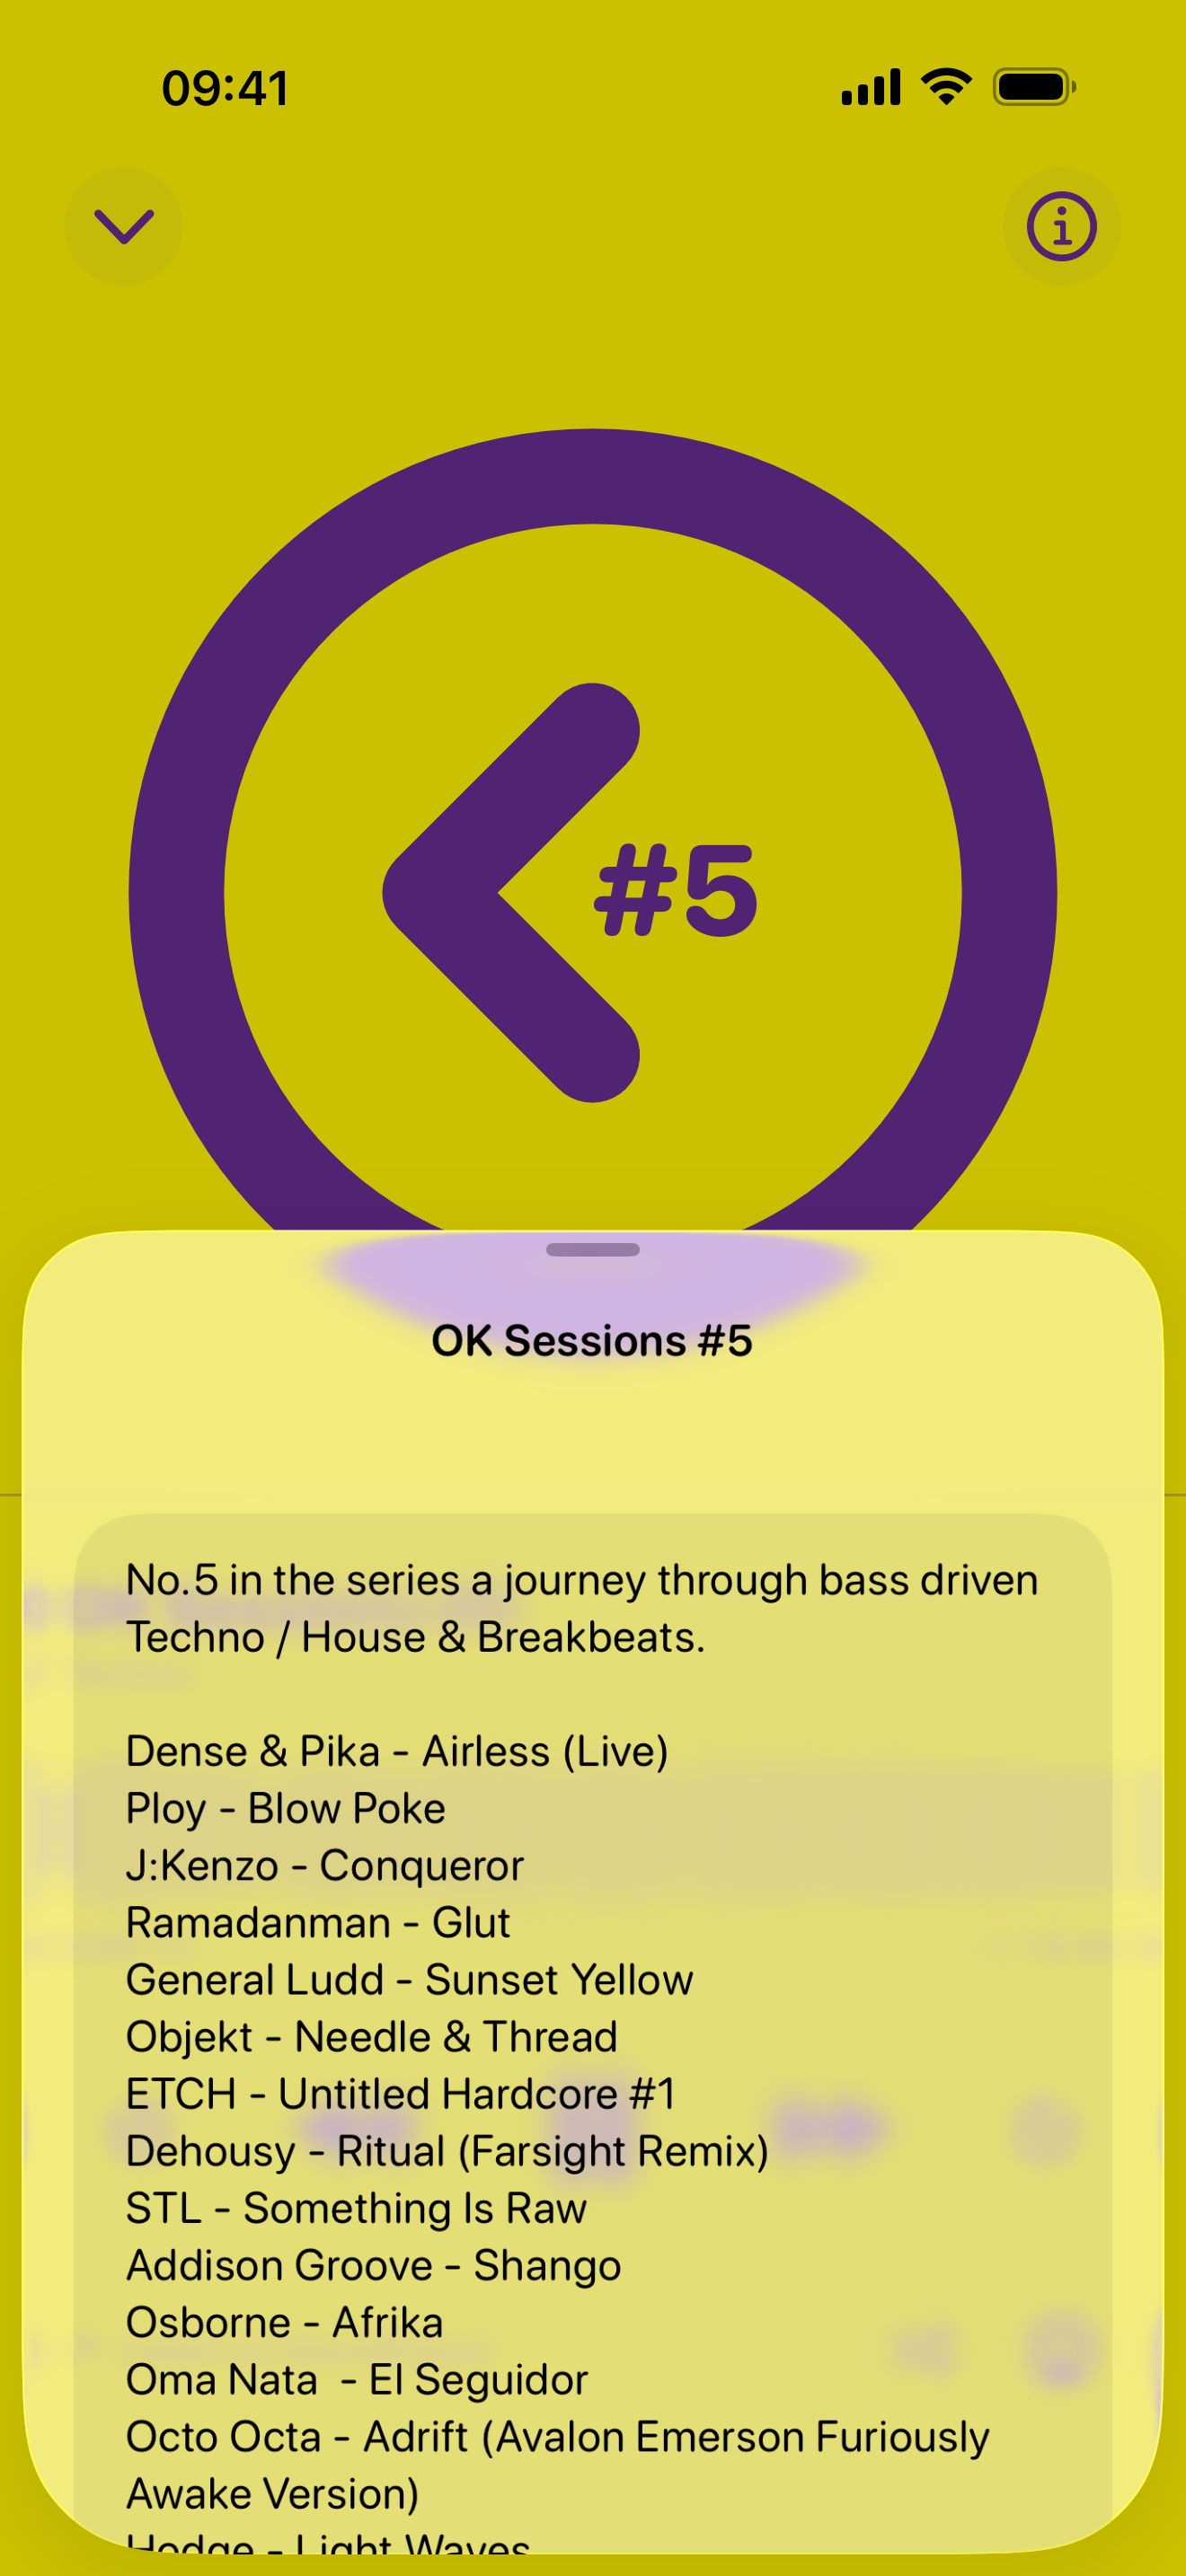 09:41
#5
OK Sessions #5
No.5 in the series a journey through bass driven
Techno / House & Breakbeats.
Dense & Pika - Airless (Live)
Ploy - Blow Poke
J:Kenzo - Conqueror
Ramadanman - Glut
General Ludd - Sunset Yellow
Objekt - Needle & Thread
ETCH - Untitled Hardcore #1
Dehousy - Ritual (Farsight Remix)
STL - Something Is Raw
Addison Groove - Shango
Osborne - Afrika
Oma Nata  - El Seguidor
Octo Octa - Adrift (Avalon Emerson Furiously
Awake Version)
Hodge - Light Waves